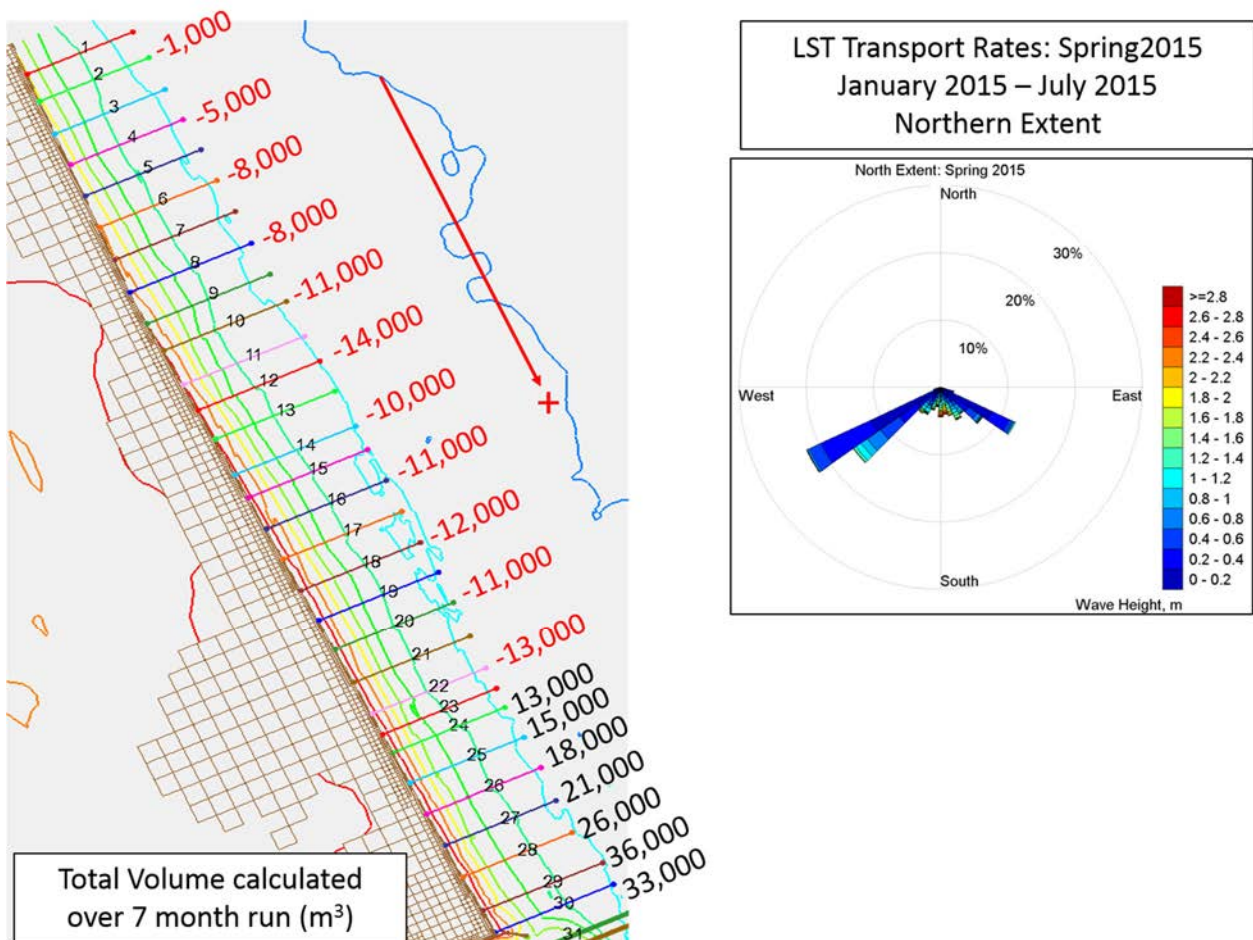 LST Transport Rates: Spring2015
January 2015 – July 2015
Northern Extent
1
-1,000
2
3
-5,000
4
5
-8,000
6
7
-8,000
8
9
-11,000
10
11
-14,000
12
13
-10,000
14
15
-11,000
16
17
-12,000
18
19
-11,000
20
21
-13,000
22
23
13,000
24
15,000
25
18,000
26
21,000
27
26,000
28
36,000
29
33,000
30
31
+
Total Volume calculated
over 7 month run (m³)
North Extent: Spring 2015
North
30%
20%
10%
West
East
South
>=2.8
2.6 - 2.8
2.4 - 2.6
2.2 - 2.4
2 - 2.2
1.8 - 2
1.6 - 1.8
1.4 - 1.6
1.2 - 1.4
1 - 1.2
0.8 - 1
0.6 - 0.8
0.4 - 0.6
0.2 - 0.4
0 - 0.2
Wave Height, m